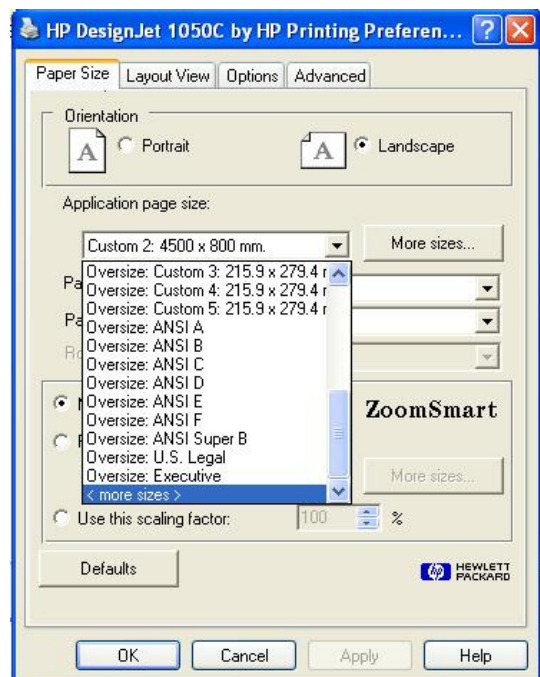 HP DesignJet 1050C by HP Printing Preferen...
Paper Size Layout View Options Advanced
Orientation
A Portrait A Landscape
Application page size:
Custom 2: 4500 x 800 mm. More sizes...
Oversize: Custom 3: 215.9 x 279.4 r
Oversize: Custom 4: 215.9 x 279.4 r
Oversize: Custom 5: 215.9 x 279.4 r
Oversize: ANSI A
Oversize: ANSI B
Oversize: ANSI C
Oversize: ANSI D
Oversize: ANSI E
Oversize: ANSI F
Oversize: ANSI Super B
Oversize: U.S. Legal
Oversize: Executive
< more sizes >
Pa
Pa
Ro
ZoomSmart
More sizes...
Use this scaling factor: 100 %
Defaults
hp HEWLETT
PACKARD
OK Cancel Apply Help